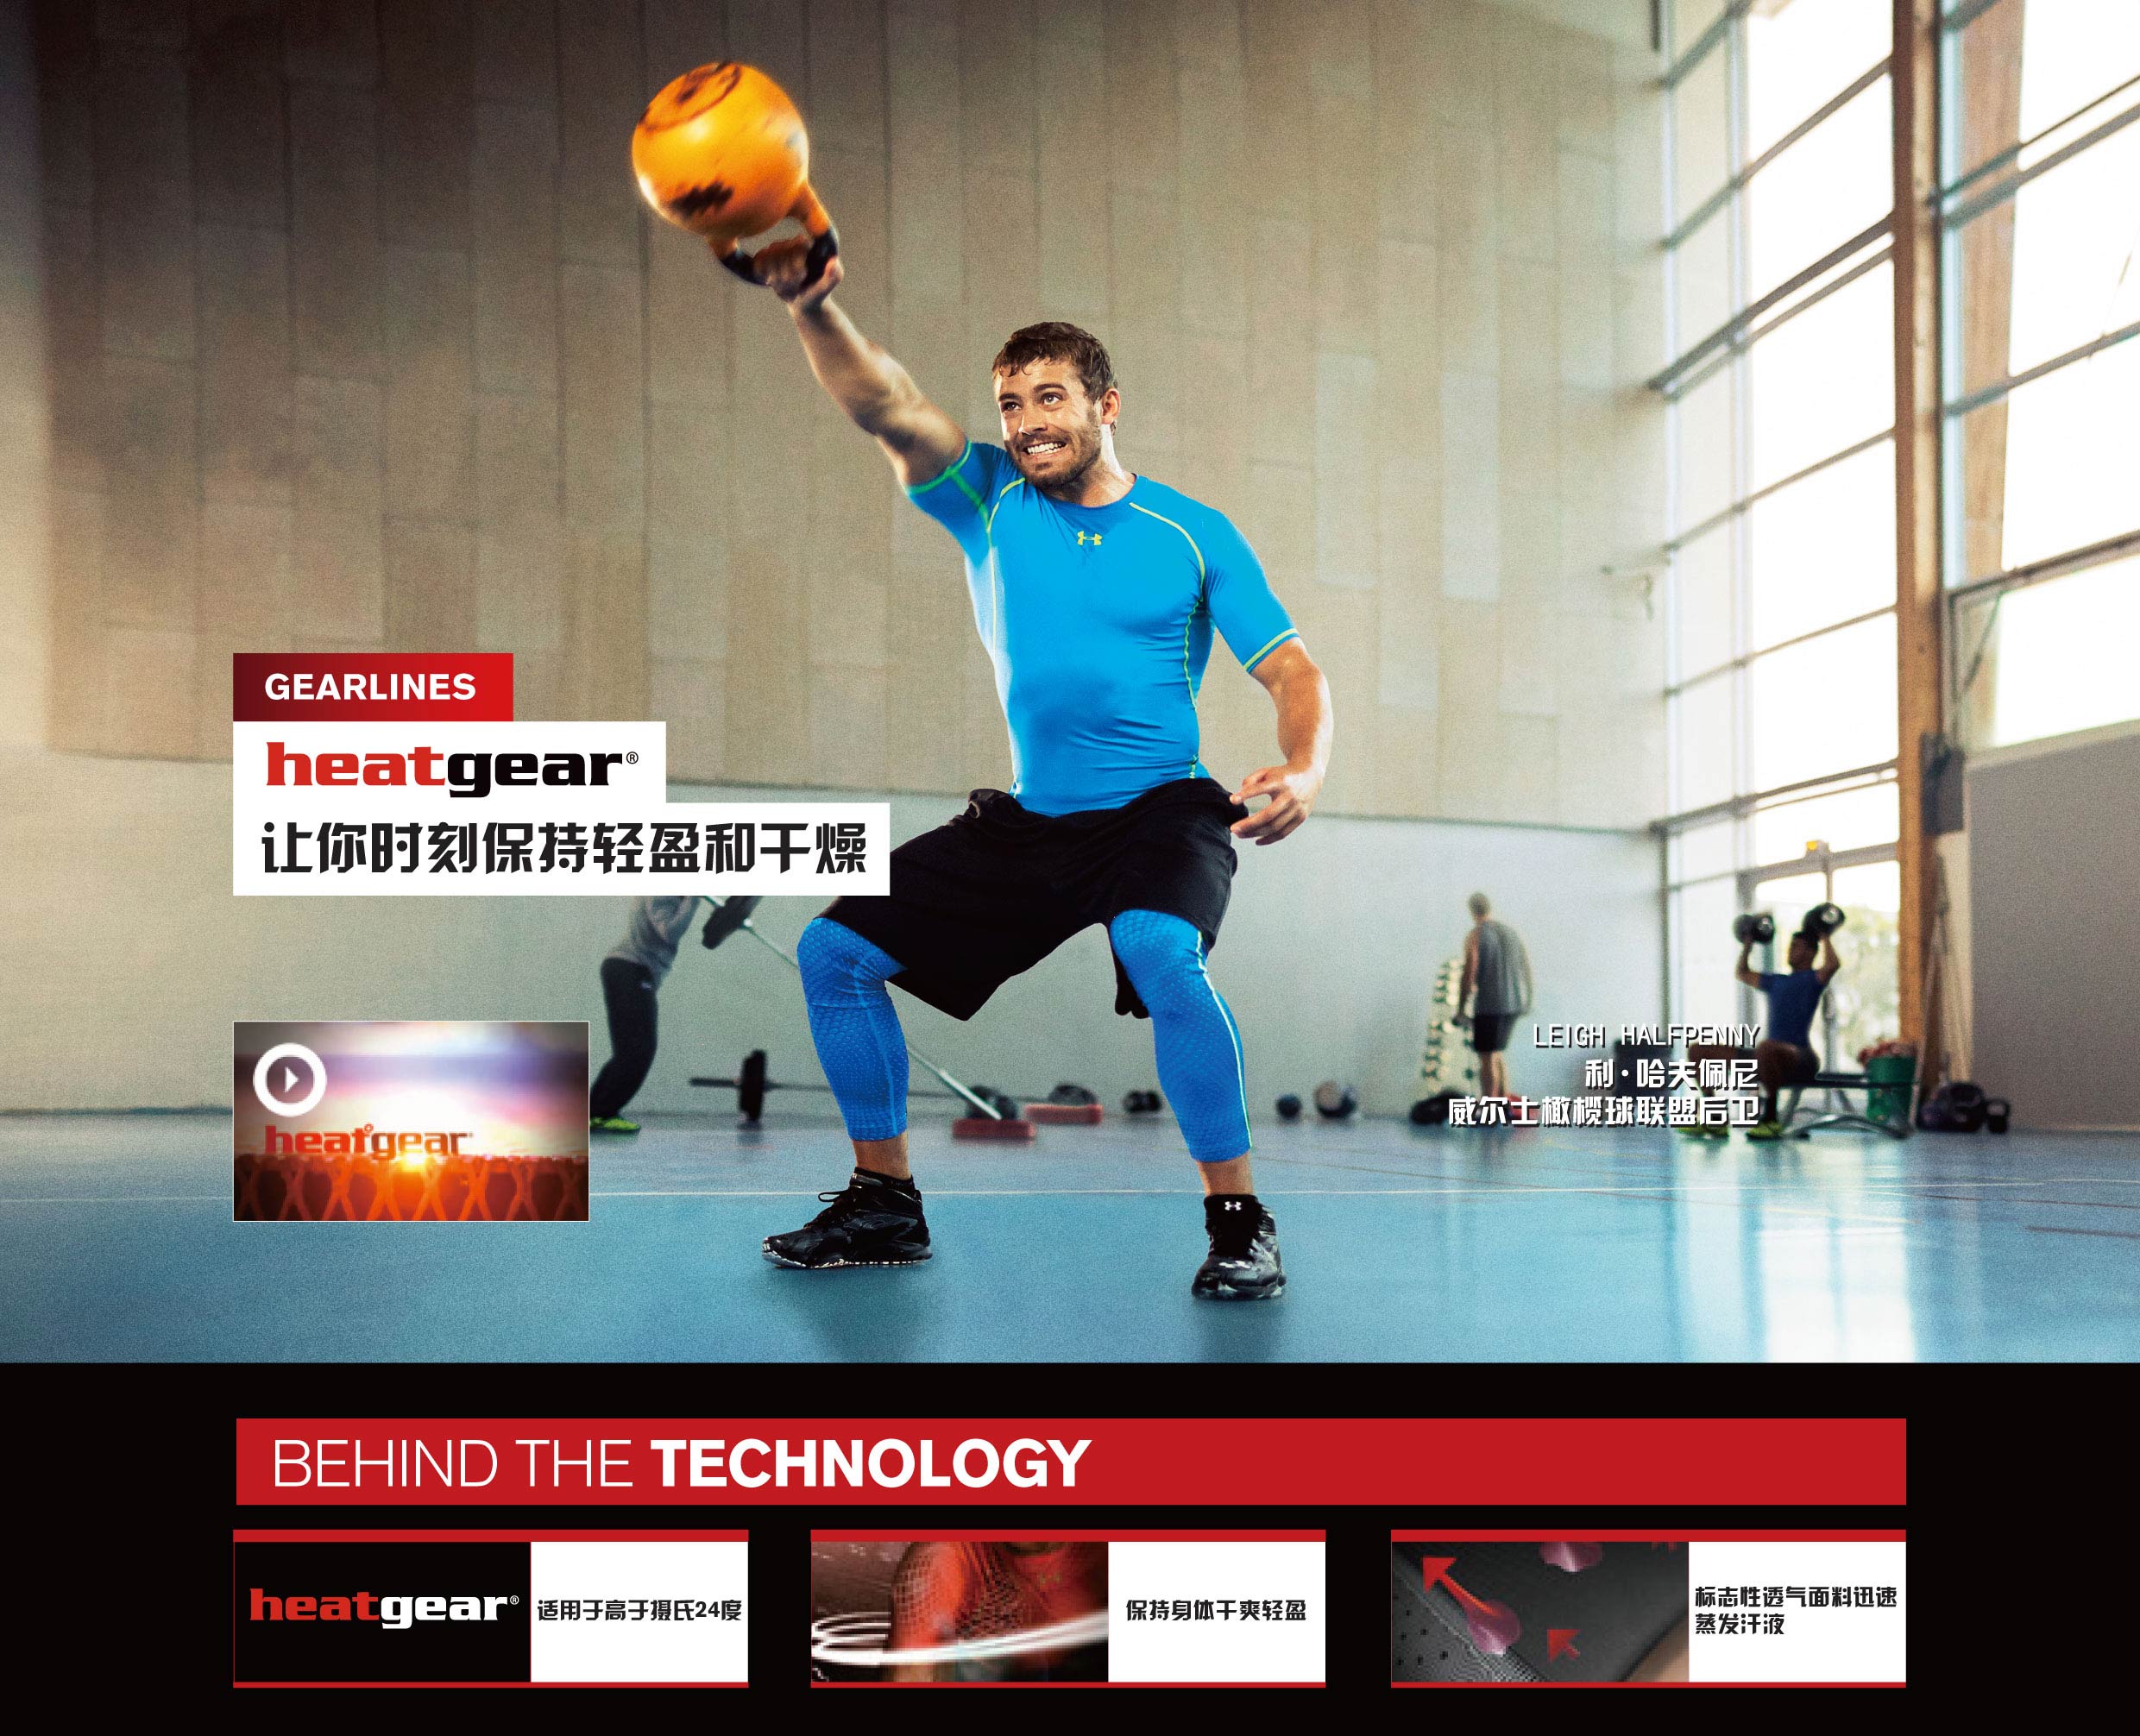 GEARLINES
heatgear®
让你时刻保持轻盈和干燥
heatgear
LEIGH HALFPENNY
利·哈夫佩尼
威尔士橄榄球联盟后卫
BEHIND THE TECHNOLOGY
heatgear®
适用于高于摄氏24度
保持身体干爽轻盈
标志性透气面料迅速
蒸发汗液